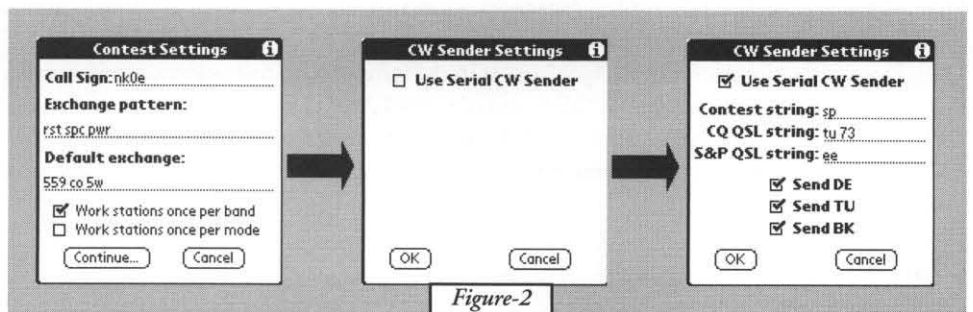 Contest Settings
Call Sign: nk0e
Exchange pattern:
rst spc pwr
Default exchange:
559 co 5w
Work stations once per band
Work stations once per mode
Continue... Cancel
CW Sender Settings
Use Serial CW Sender
OK Cancel
CW Sender Settings
Use Serial CW Sender
Contest string: sp
CQ QSL string: tu 73
S&P QSL string: ee
Send DE
Send TU
Send BK
OK Cancel
Figure-2